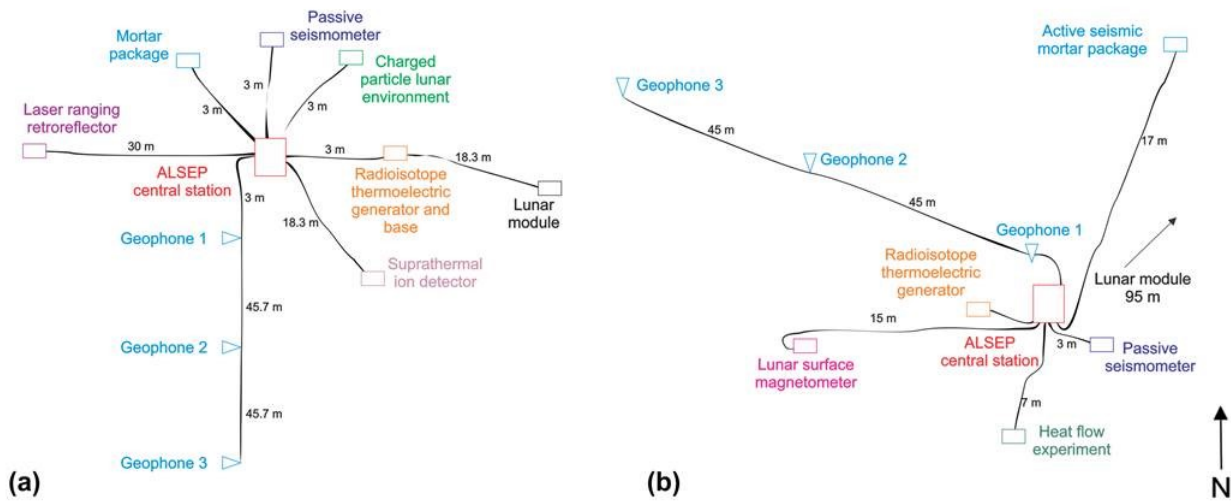 Passive
seismometer
Mortar
package
Charged
particle lunar
environment
3 m
3 m
3 m
Laser ranging
retroreflector
30 m
3 m
18.3 m
ALSEP
central station
Radioisotope
thermoelectric
generator and
base
Lunar
module
3 m
18.3 m
Geophone 1
Suprathermal
ion detector
45.7 m
Geophone 2
45.7 m
Geophone 3
(a)
Active seismic
mortar package
Geophone 3
45 m
17 m
Geophone 2
45 m
Geophone 1
Radioisotope
thermoelectric
generator
Lunar module
95 m
15 m
ALSEP
central station
3 m
Passive
seismometer
Lunar surface
magnetometer
7 m
Heat flow
experiment
(b)
N